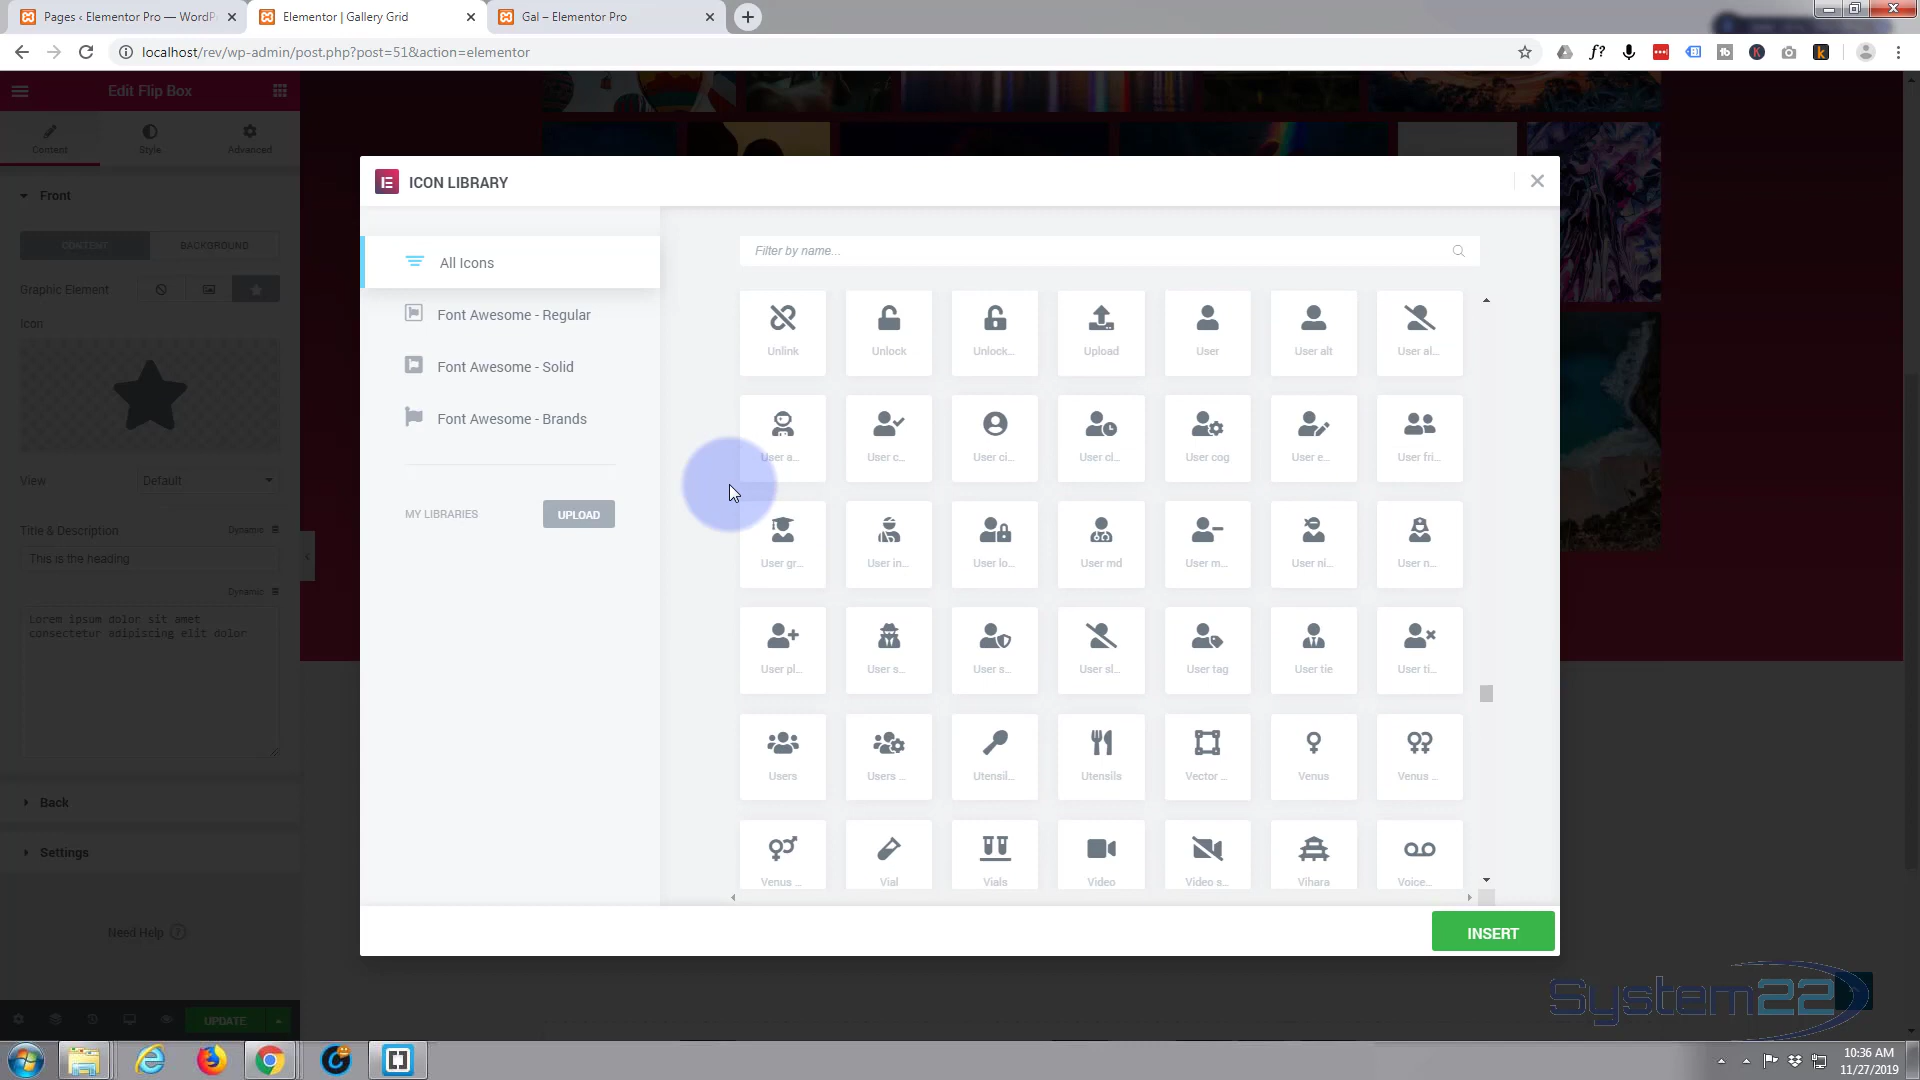 Pages ‹ Elementor Pro — WordP
Elementor | Gallery Grid
Gal – Elementor Pro
localhost/rev/wp-admin/post.php?post=51&action=elementor
Edit Flip Box
Content
Style
Advanced
Front
CONTENT
BACKGROUND
Graphic Element
Icon
View
Default
Title & Description
Dynamic
This is the heading
Dynamic
Lorem ipsum dolor sit amet
consectetur adipiscing elit dolor
Back
Settings
Need Help
UPDATE
ICON LIBRARY
All Icons
Font Awesome - Regular
Font Awesome - Solid
Font Awesome - Brands
MY LIBRARIES
UPLOAD
Filter by name...
Unlink
Unlock
Unlock...
Upload
User
User alt
User al...
User a...
User c...
User ci...
User cl...
User cog
User e...
User fri...
User gr...
User in...
User lo...
User md
User m...
User ni...
User n...
User pl...
User s...
User s...
User sl...
User tag
User tie
User ti...
Users
Users ...
Utensil...
Utensils
Vector ...
Venus
Venus ...
Venus ...
Vial
Vials
Video
Video s...
Vihara
Voice...
INSERT
System22
10:36 AM
11/27/2019